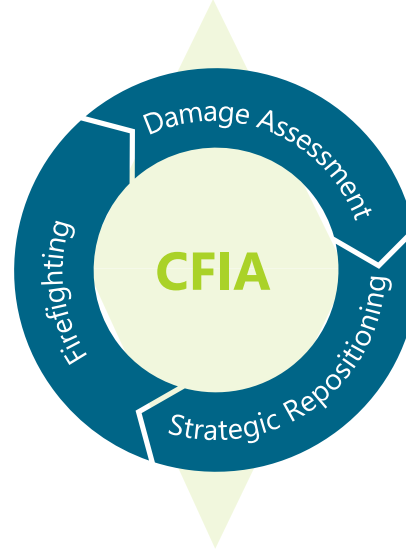 Damage Assessment
CFIA
Firefighting
Strategic Repositioning